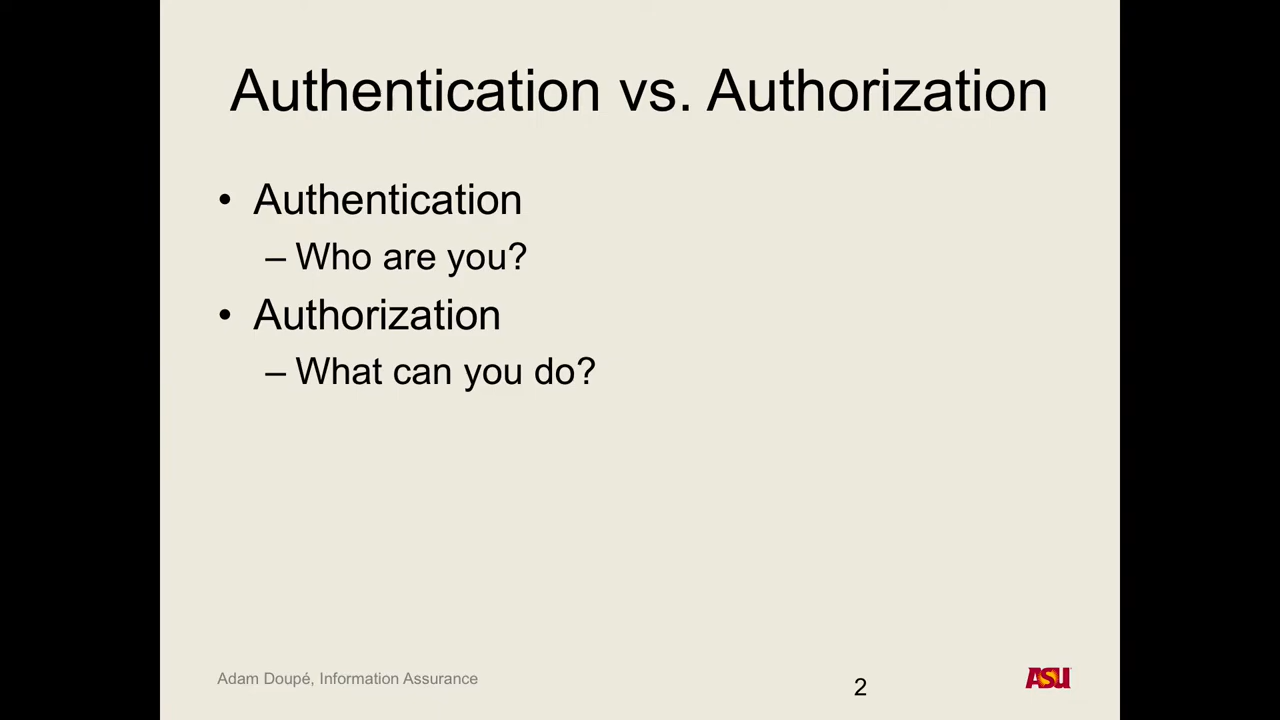 Authentication vs. Authorization
• Authentication
– Who are you?
• Authorization
– What can you do?
Adam Doupé, Information Assurance
2
ASU